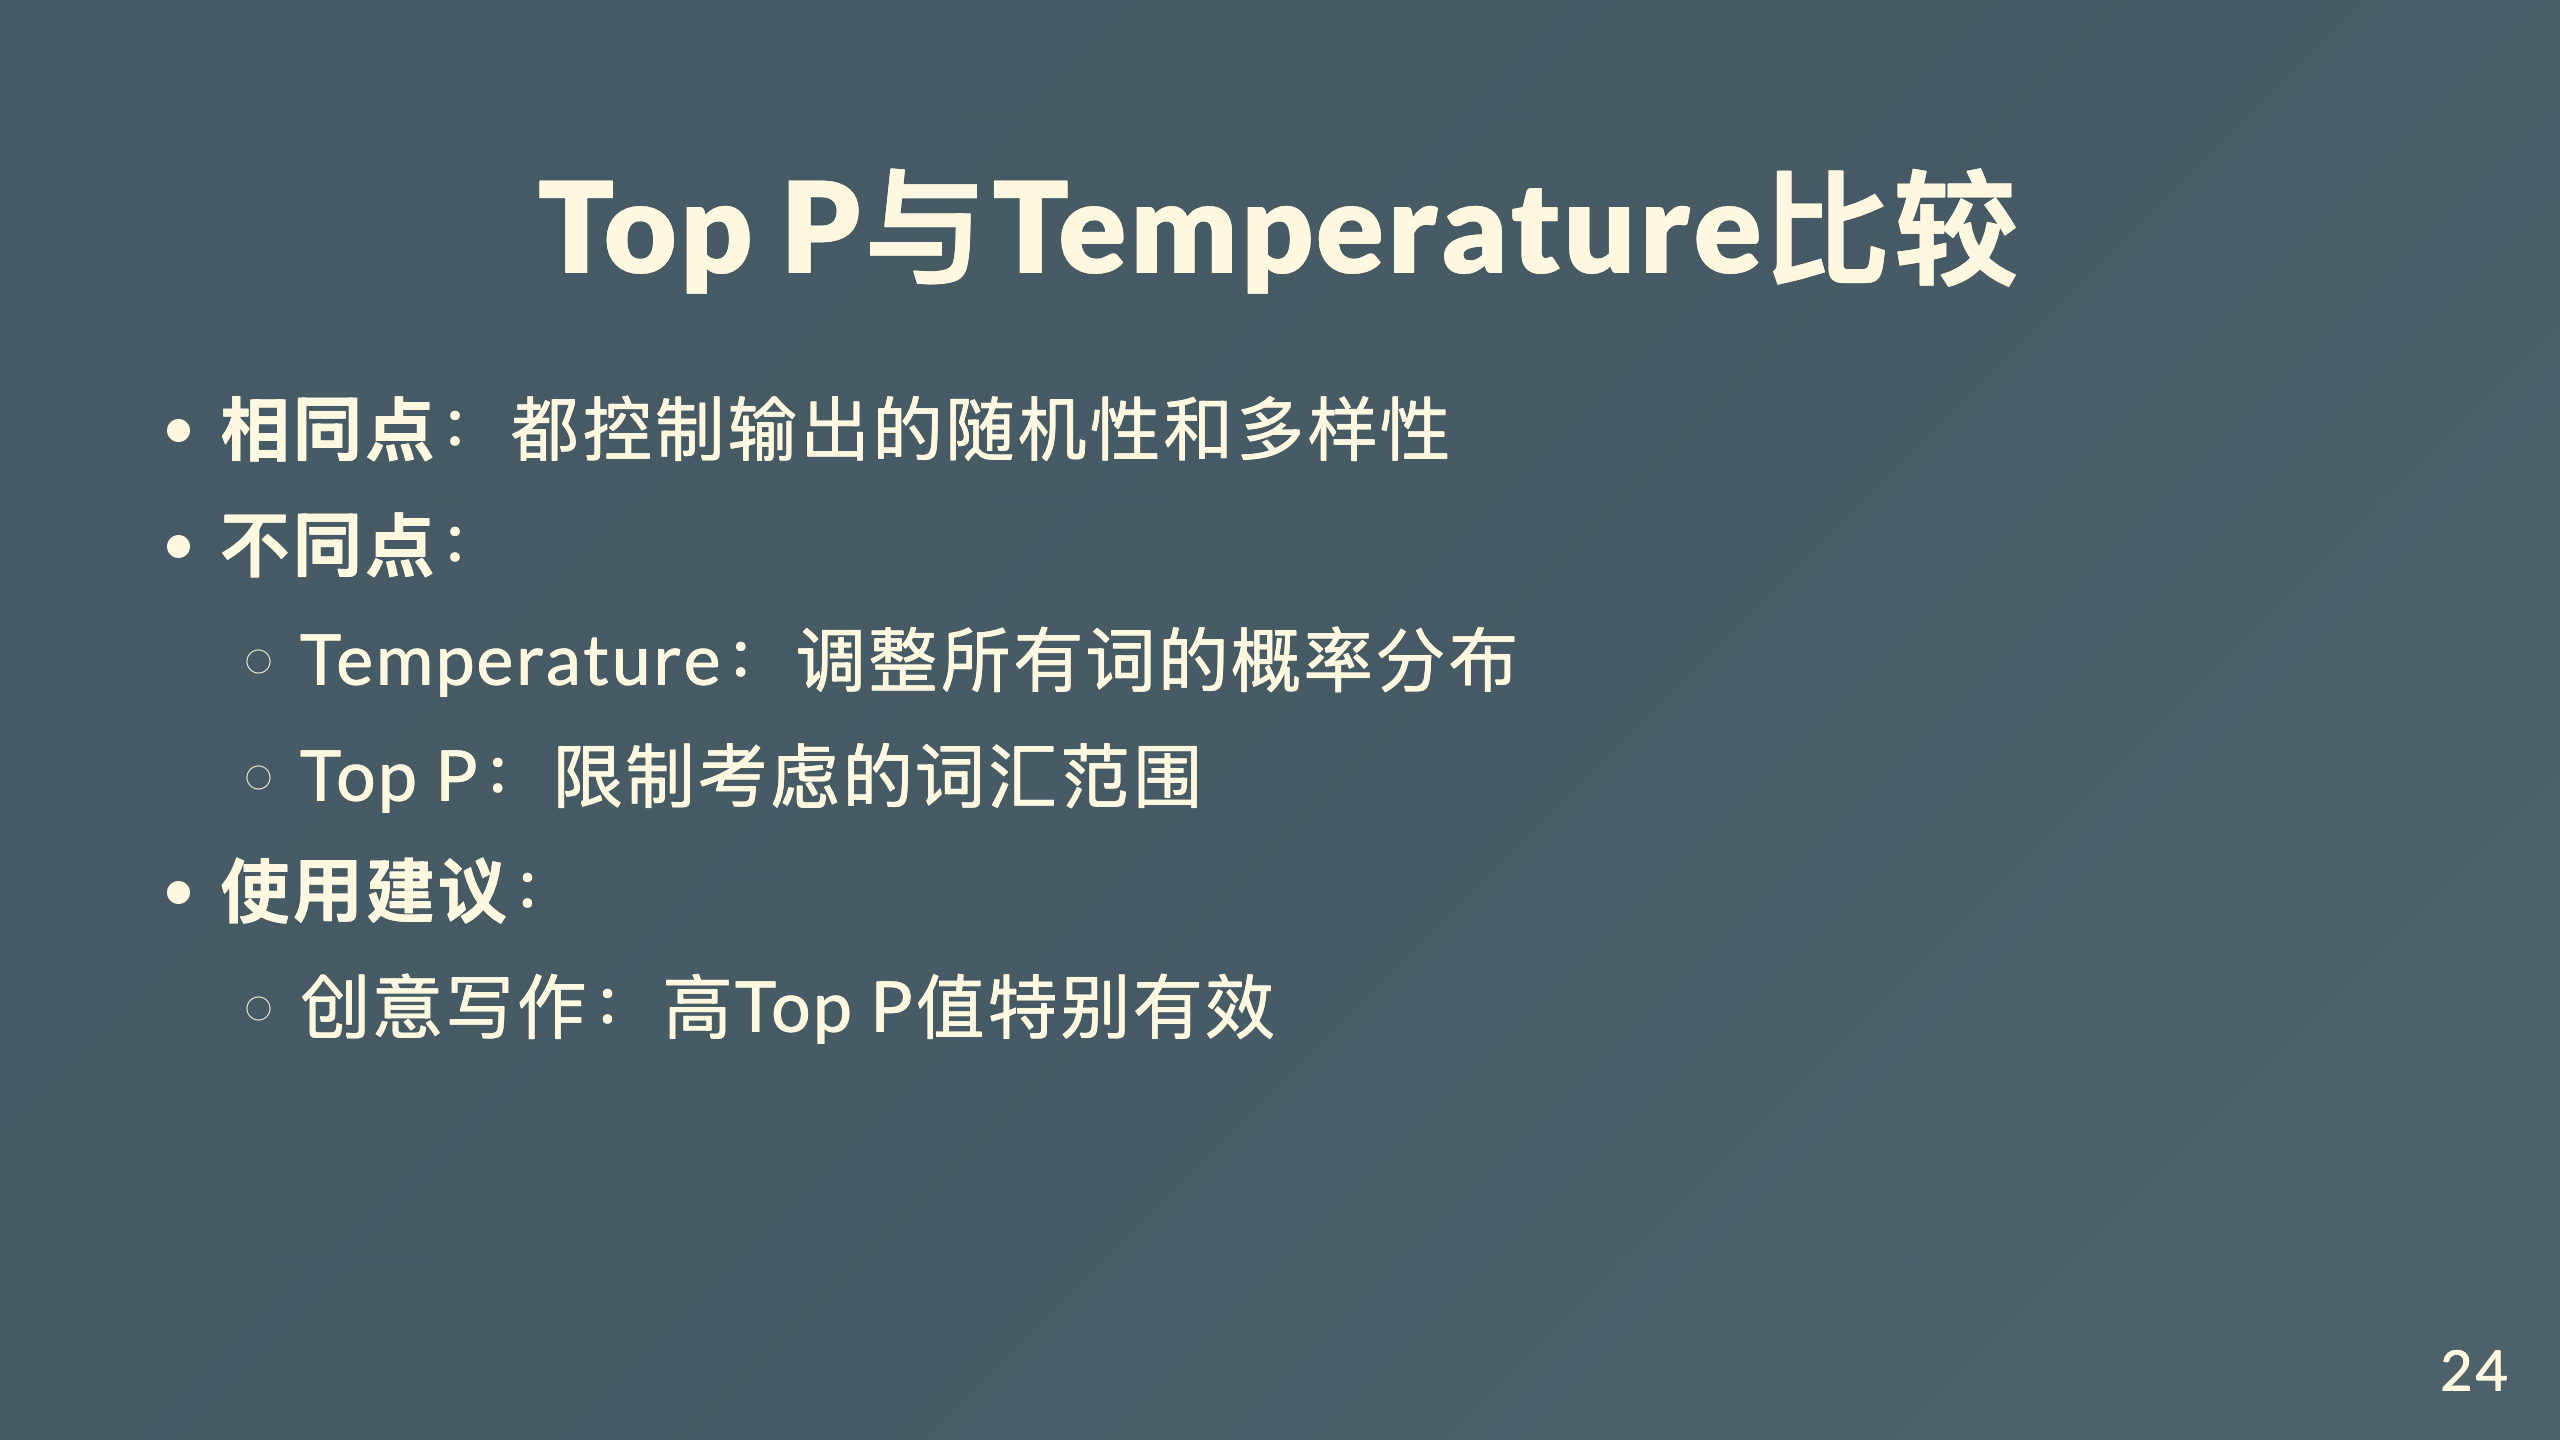 Top P与Temperature比较
相同点：都控制输出的随机性和多样性
不同点：
Temperature：调整所有词的概率分布
Top P：限制考虑的词汇范围
使用建议：
创意写作：高Top P值特别有效
24